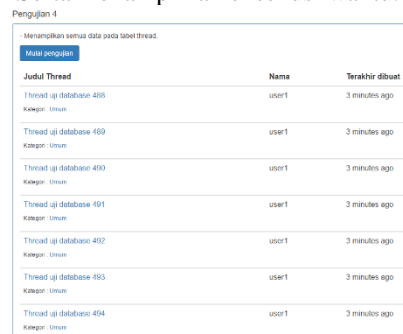 Pengujian 4
- Menampilkan semua data pada tabel thread.
Mulai pengujian
Judul Thread Nama Terakhir dibuat
Thread uji database 488 user1 3 minutes ago
Kategori : Umum
Thread uji database 489 user1 3 minutes ago
Kategori : Umum
Thread uji database 490 user1 3 minutes ago
Kategori : Umum
Thread uji database 491 user1 3 minutes ago
Kategori : Umum
Thread uji database 492 user1 3 minutes ago
Kategori : Umum
Thread uji database 493 user1 3 minutes ago
Kategori : Umum
Thread uji database 494 user1 3 minutes ago
Kategori : Umum